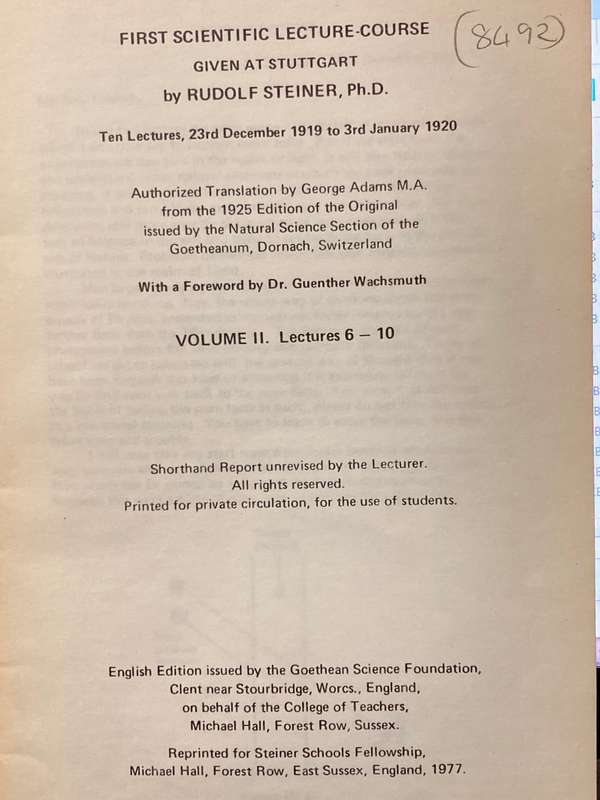 FIRST SCIENTIFIC LECTURE-COURSE
(8492)
GIVEN AT STUTTGART
by RUDOLF STEINER, Ph.D.
Ten Lectures, 23rd December 1919 to 3rd January 1920
Authorized Translation by George Adams M.A.
from the 1925 Edition of the Original
issued by the Natural Science Section of the
Goetheanum, Dornach, Switzerland
With a Foreword by Dr. Guenther Wachsmuth
VOLUME II. Lectures 6 – 10
Shorthand Report unrevised by the Lecturer.
All rights reserved.
Printed for private circulation, for the use of students.
English Edition issued by the Goethean Science Foundation,
Clent near Stourbridge, Worcs., England,
on behalf of the College of Teachers,
Michael Hall, Forest Row, Sussex.
Reprinted for Steiner Schools Fellowship,
Michael Hall, Forest Row, East Sussex, England, 1977.